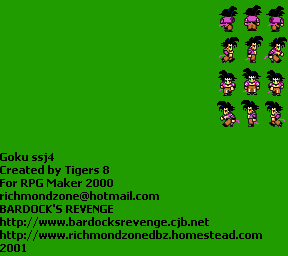 Goku ssj4
Created by Tigers 8
For RPG Maker 2000
richmondzone@hotmail.com
BARDOCK'S REVENGE
http://www.bardocksrevenge.cjb.net
http://www.richmondzonedbz.homestead.com
2001